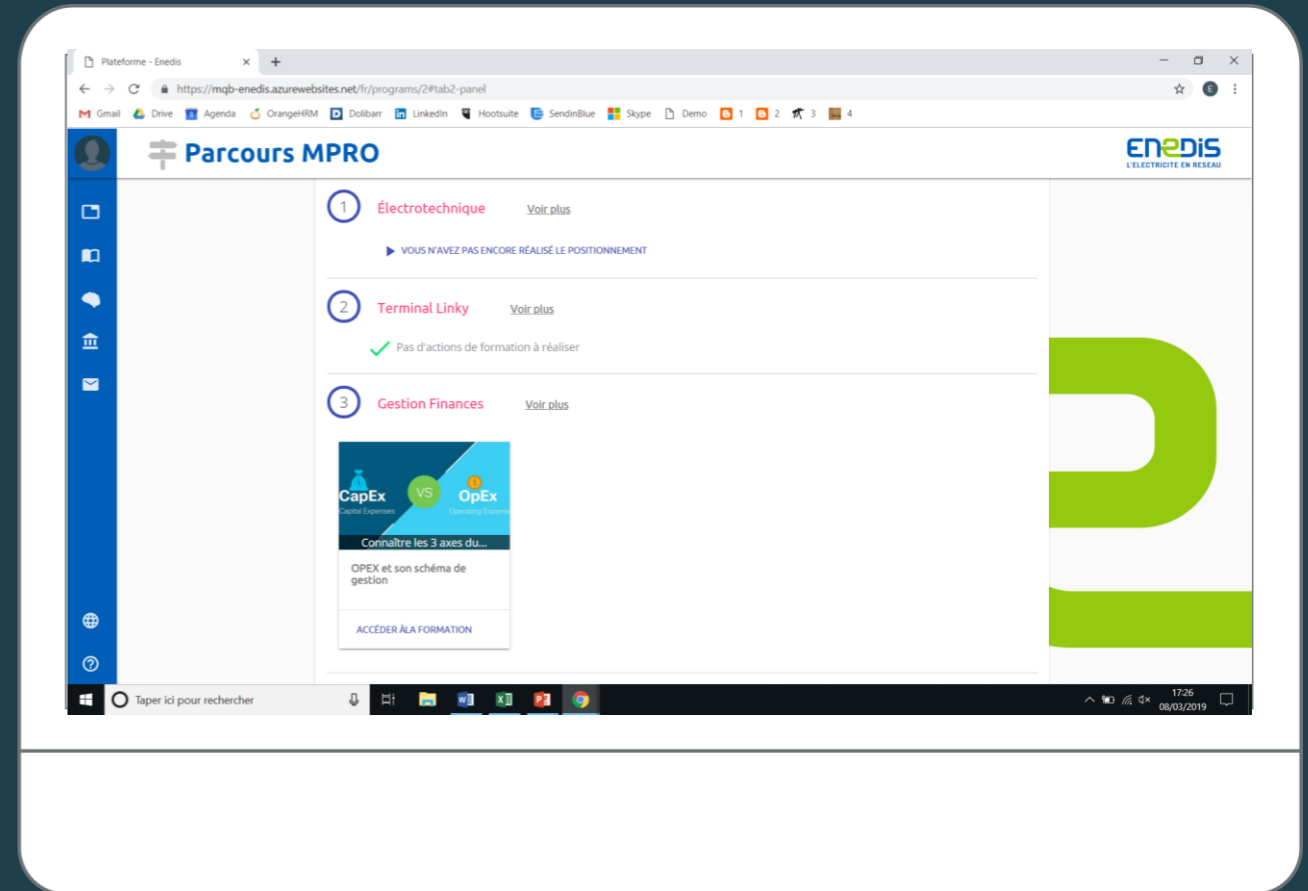 Plateforme - Enedis
https://mqb-enedis.azurewebsites.net/fr/programs/2#tab2-panel
E
M Gmail Drive Agenda OrangeHRM Dolibarr Linkedin Hootsuite SendinBlue Skype Demo 1 2 3 4
Parcours MPRO
ENEDIS
L'ELECTRICITE EN RESEAU
1 Électrotechnique Voir plus
VOUS N'AVEZ PAS ENCORE RÉALISÉ LE POSITIONNEMENT
2 Terminal Linky Voir plus
Pas d'actions de formation à réaliser
3 Gestion Finances Voir plus
CapEx VS OpEx
Capital Expenses Operating Expense
Connaître les 3 axes du...
OPEX et son schéma de
gestion
ACCÉDER ÀLA FORMATION
Taper ici pour rechercher
17:26
08/03/2019